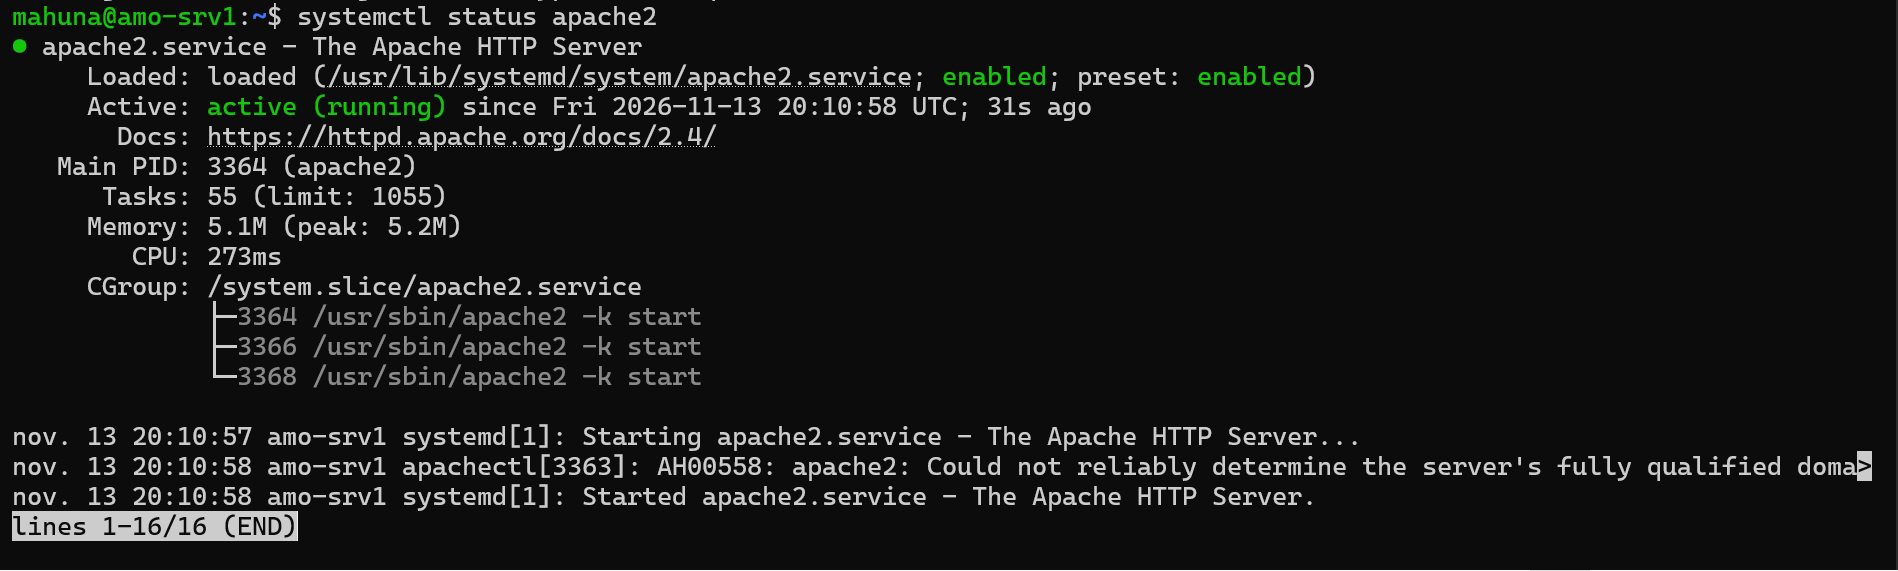 mahuna@amo-srv1:~$ systemctl status apache2
● apache2.service - The Apache HTTP Server
     Loaded: loaded (/usr/lib/systemd/system/apache2.service; enabled; preset: enabled)
     Active: active (running) since Fri 2026-11-13 20:10:58 UTC; 31s ago
       Docs: https://httpd.apache.org/docs/2.4/
   Main PID: 3364 (apache2)
      Tasks: 55 (limit: 1055)
     Memory: 5.1M (peak: 5.2M)
        CPU: 273ms
     CGroup: /system.slice/apache2.service
             ├─3364 /usr/sbin/apache2 -k start
             ├─3366 /usr/sbin/apache2 -k start
             └─3368 /usr/sbin/apache2 -k start
nov. 13 20:10:57 amo-srv1 systemd[1]: Starting apache2.service - The Apache HTTP Server...
nov. 13 20:10:58 amo-srv1 apachectl[3363]: AH00558: apache2: Could not reliably determine the server's fully qualified doma>
nov. 13 20:10:58 amo-srv1 systemd[1]: Started apache2.service - The Apache HTTP Server.
lines 1-16/16 (END)